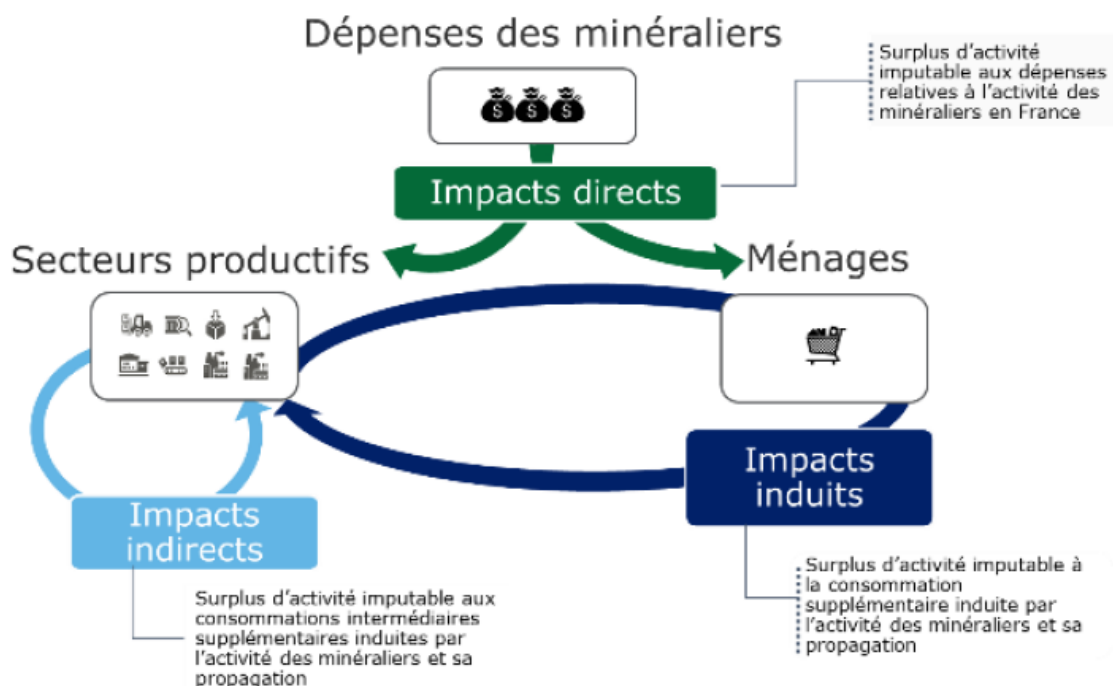 Dépenses des minéraliers
Surplus d’activité
imputable aux dépenses
relatives à l’activité des
minéraliers en France
$ $ $
Impacts directs
Secteurs productifs
Ménages
Impacts
induits
Impacts
indirects
Surplus d’activité imputable à
la consommation
supplémentaire induite par
l’activité des minéraliers et sa
propagation
Surplus d’activité imputable aux
consommations intermédiaires
supplémentaires induites par
l’activité des minéraliers et sa
propagation